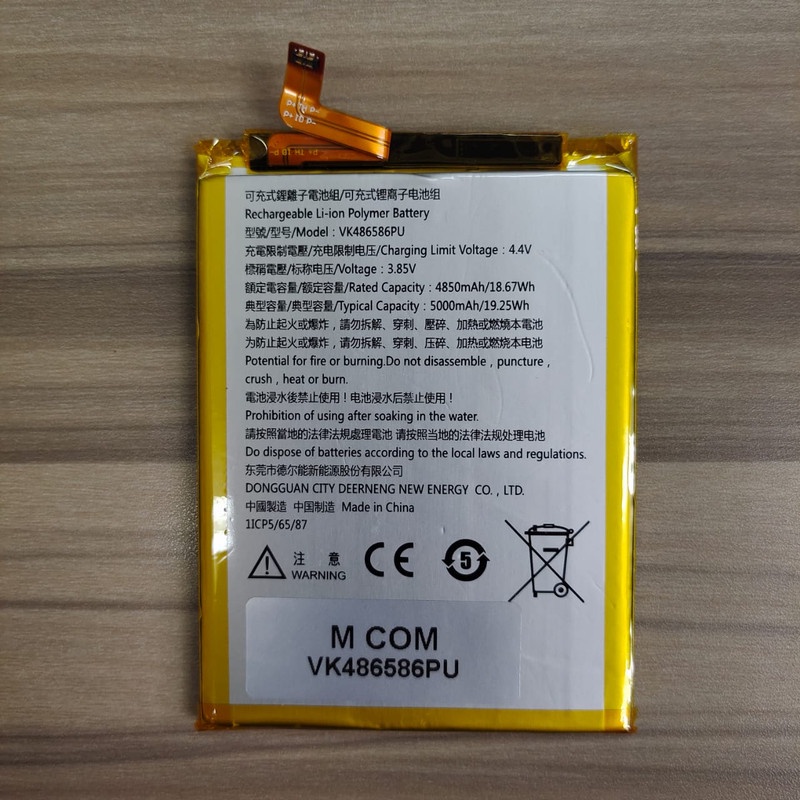 P+ TH ID P-
可充式鋰離子電池組/可充式锂离子电池组
Rechargeable Li-ion Polymer Battery
型號/型号/Model : VK486586PU
充電限制電壓/充电限制电压/Charging Limit Voltage : 4.4V
標稱電壓/标称电压/Voltage : 3.85V
額定電容量/额定容量/Rated Capacity : 4850mAh/18.67Wh
典型容量/典型容量/Typical Capacity : 5000mAh/19.25Wh
為防止起火或爆炸，請勿拆解、穿刺、壓碎、加熱或燃燒本電池
为防止起火或爆炸，请勿拆解、穿刺、压碎、加热或燃烧本电池
Potential for fire or burning.Do not disassemble , puncture ,
crush , heat or burn.
電池浸水後禁止使用！电池浸水后禁止使用！
Prohibition of using after soaking in the water.
請按照當地的法律法規處理電池 请按照当地的法律法规处理电池
Do dispose of batteries according to the local laws and regulations.
东莞市德尔能新能源股份有限公司
DONGGUAN CITY DEERNENG NEW ENERGY CO. , LTD.
中國製造 中国制造 Made in China
1ICP5/65/87
注 意
WARNING
CE
5
M COM
VK486586PU